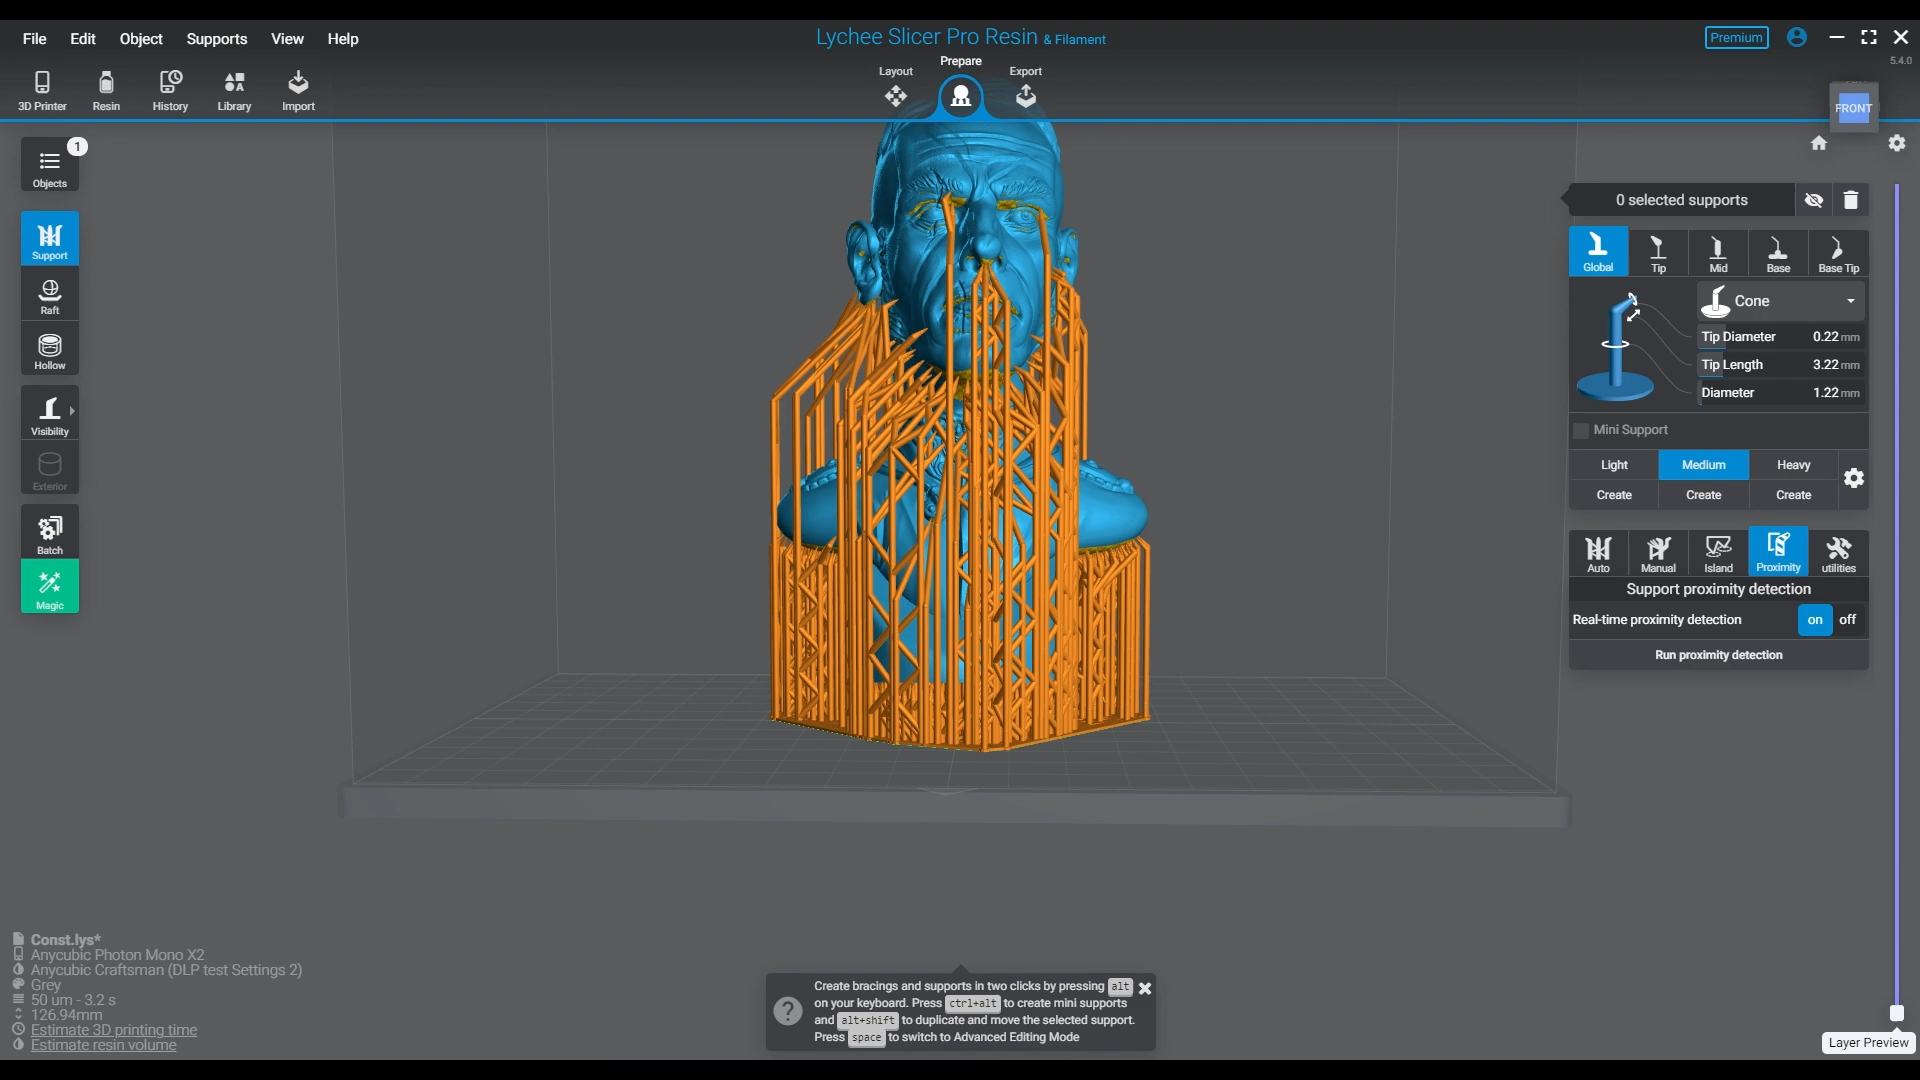 File Edit Object Supports View Help
Lychee Slicer Pro Resin & Filament
Premium
5.4.0
3D Printer Resin History Library Import
Layout Prepare Export
FRONT
1
Objects
Support
Raft
Hollow
Visibility
Exterior
Batch
Magic
0 selected supports
Global Tip Mid Base Base Tip
Cone
Tip Diameter 0.22 mm
Tip Length 3.22 mm
Diameter 1.22 mm
Mini Support
Light Medium Heavy
Create Create Create
Auto Manual Island Proximity utilities
Support proximity detection
Real-time proximity detection on off
Run proximity detection
Const.lys*
Anycubic Photon Mono X2
Anycubic Craftsman (DLP test Settings 2)
Grey
50 um - 3.2 s
126.94mm
Estimate 3D printing time
Estimate resin volume
Create bracings and supports in two clicks by pressing alt
on your keyboard. Press ctrl+alt to create mini supports
and alt+shift to duplicate and move the selected support.
Press space to switch to Advanced Editing Mode
?
Layer Preview